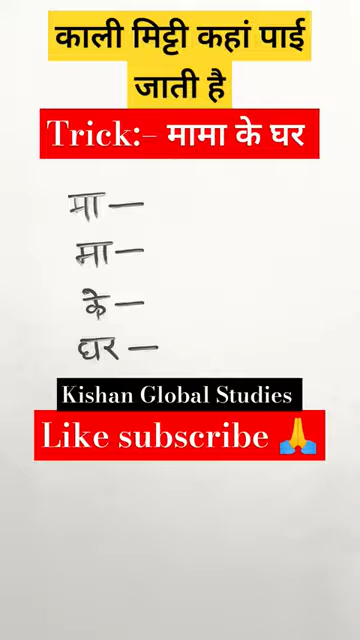 काली मिट्टी कहां पाई
जाती है
Trick:– मामा के घर
मा –
मा –
के –
घर –
Kishan Global Studies
Like subscribe 🙏